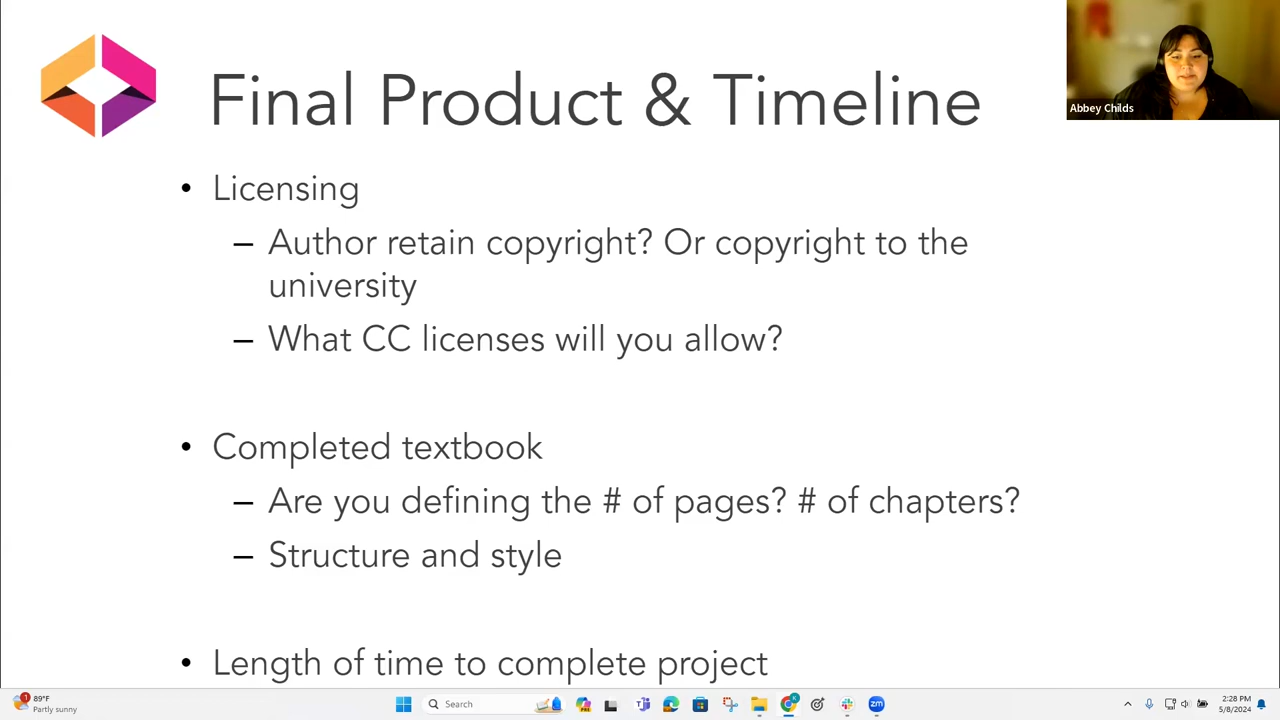 Final Product & Timeline
Abbey Childs
• Licensing
– Author retain copyright? Or copyright to the
university
– What CC licenses will you allow?
• Completed textbook
– Are you defining the # of pages? # of chapters?
– Structure and style
• Length of time to complete project
1
89°F
Partly sunny
Search
2:28 PM
5/8/2024